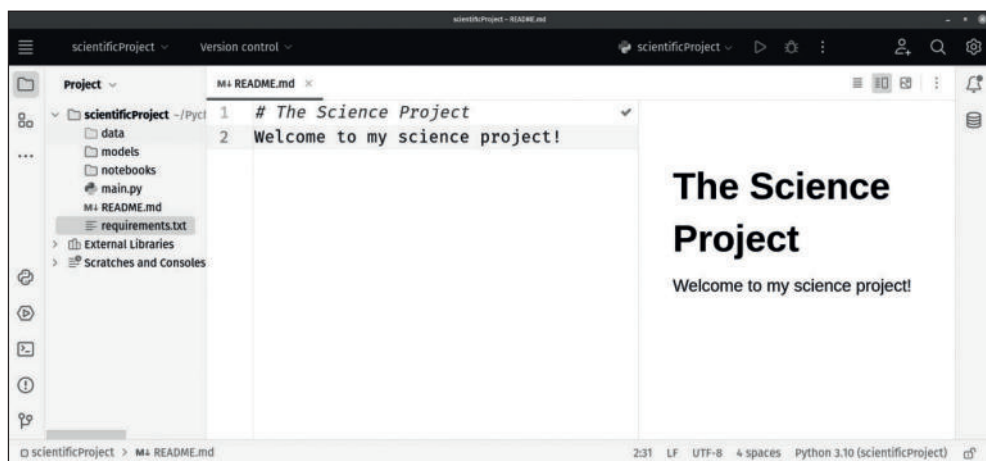 scientificProject – README.md
scientificProject
Version control
scientificProject
Project
M↓ README.md
scientificProject ~/Pycl
data
models
notebooks
main.py
M↓ README.md
requirements.txt
External Libraries
Scratches and Consoles
1 # The Science Project
2 Welcome to my science project!
The Science
Project
Welcome to my science project!
scientificProject > M↓ README.md
2:31 LF UTF-8 4 spaces Python 3.10 (scientificProject)